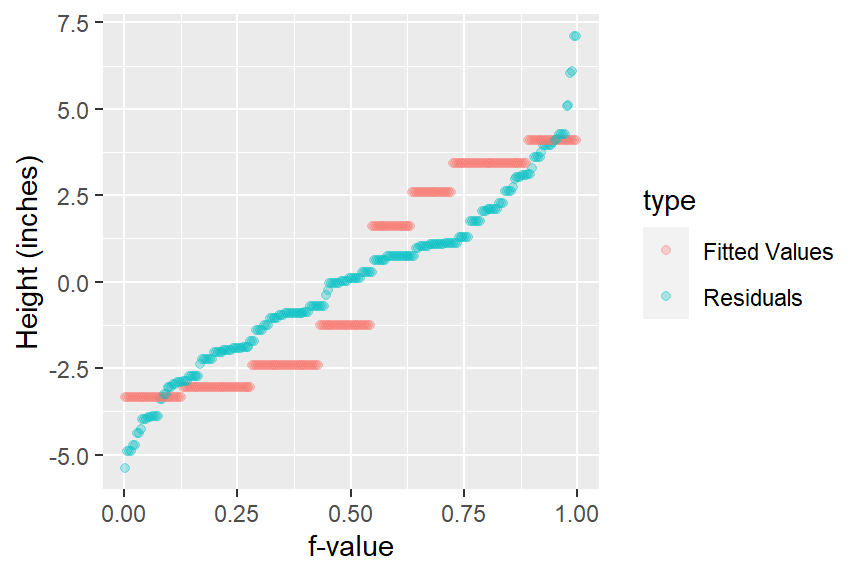 7.5
5.0
2.5
0.0
-2.5
-5.0
Height (inches)
0.00 0.25 0.50 0.75 1.00
f-value
type
Fitted Values
Residuals